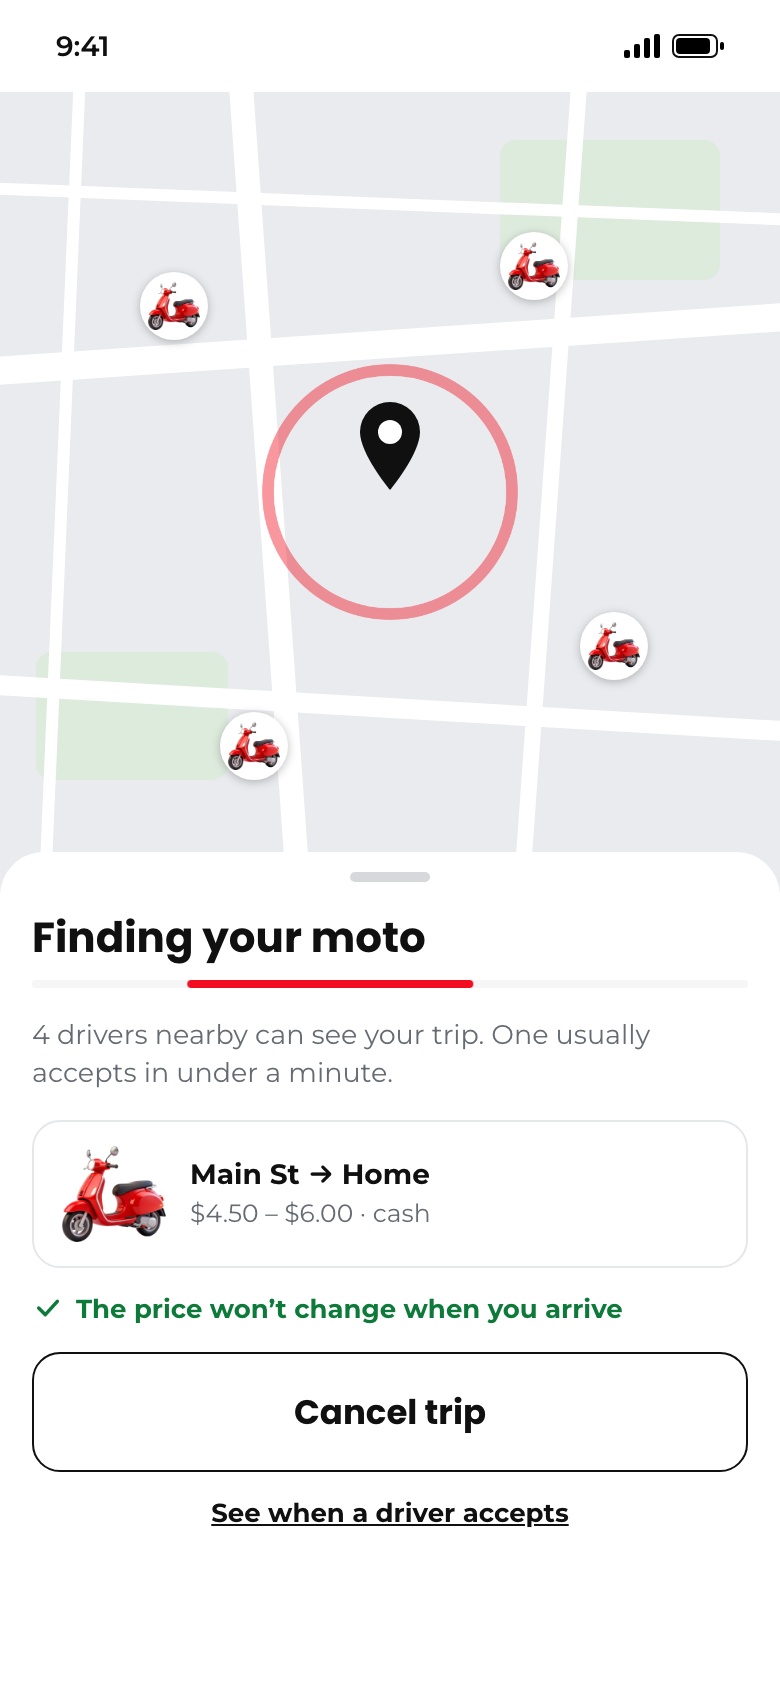 9:41
Finding your moto
4 drivers nearby can see your trip. One usually
accepts in under a minute.
Main St → Home
$4.50 – $6.00 · cash
The price won’t change when you arrive
Cancel trip
See when a driver accepts